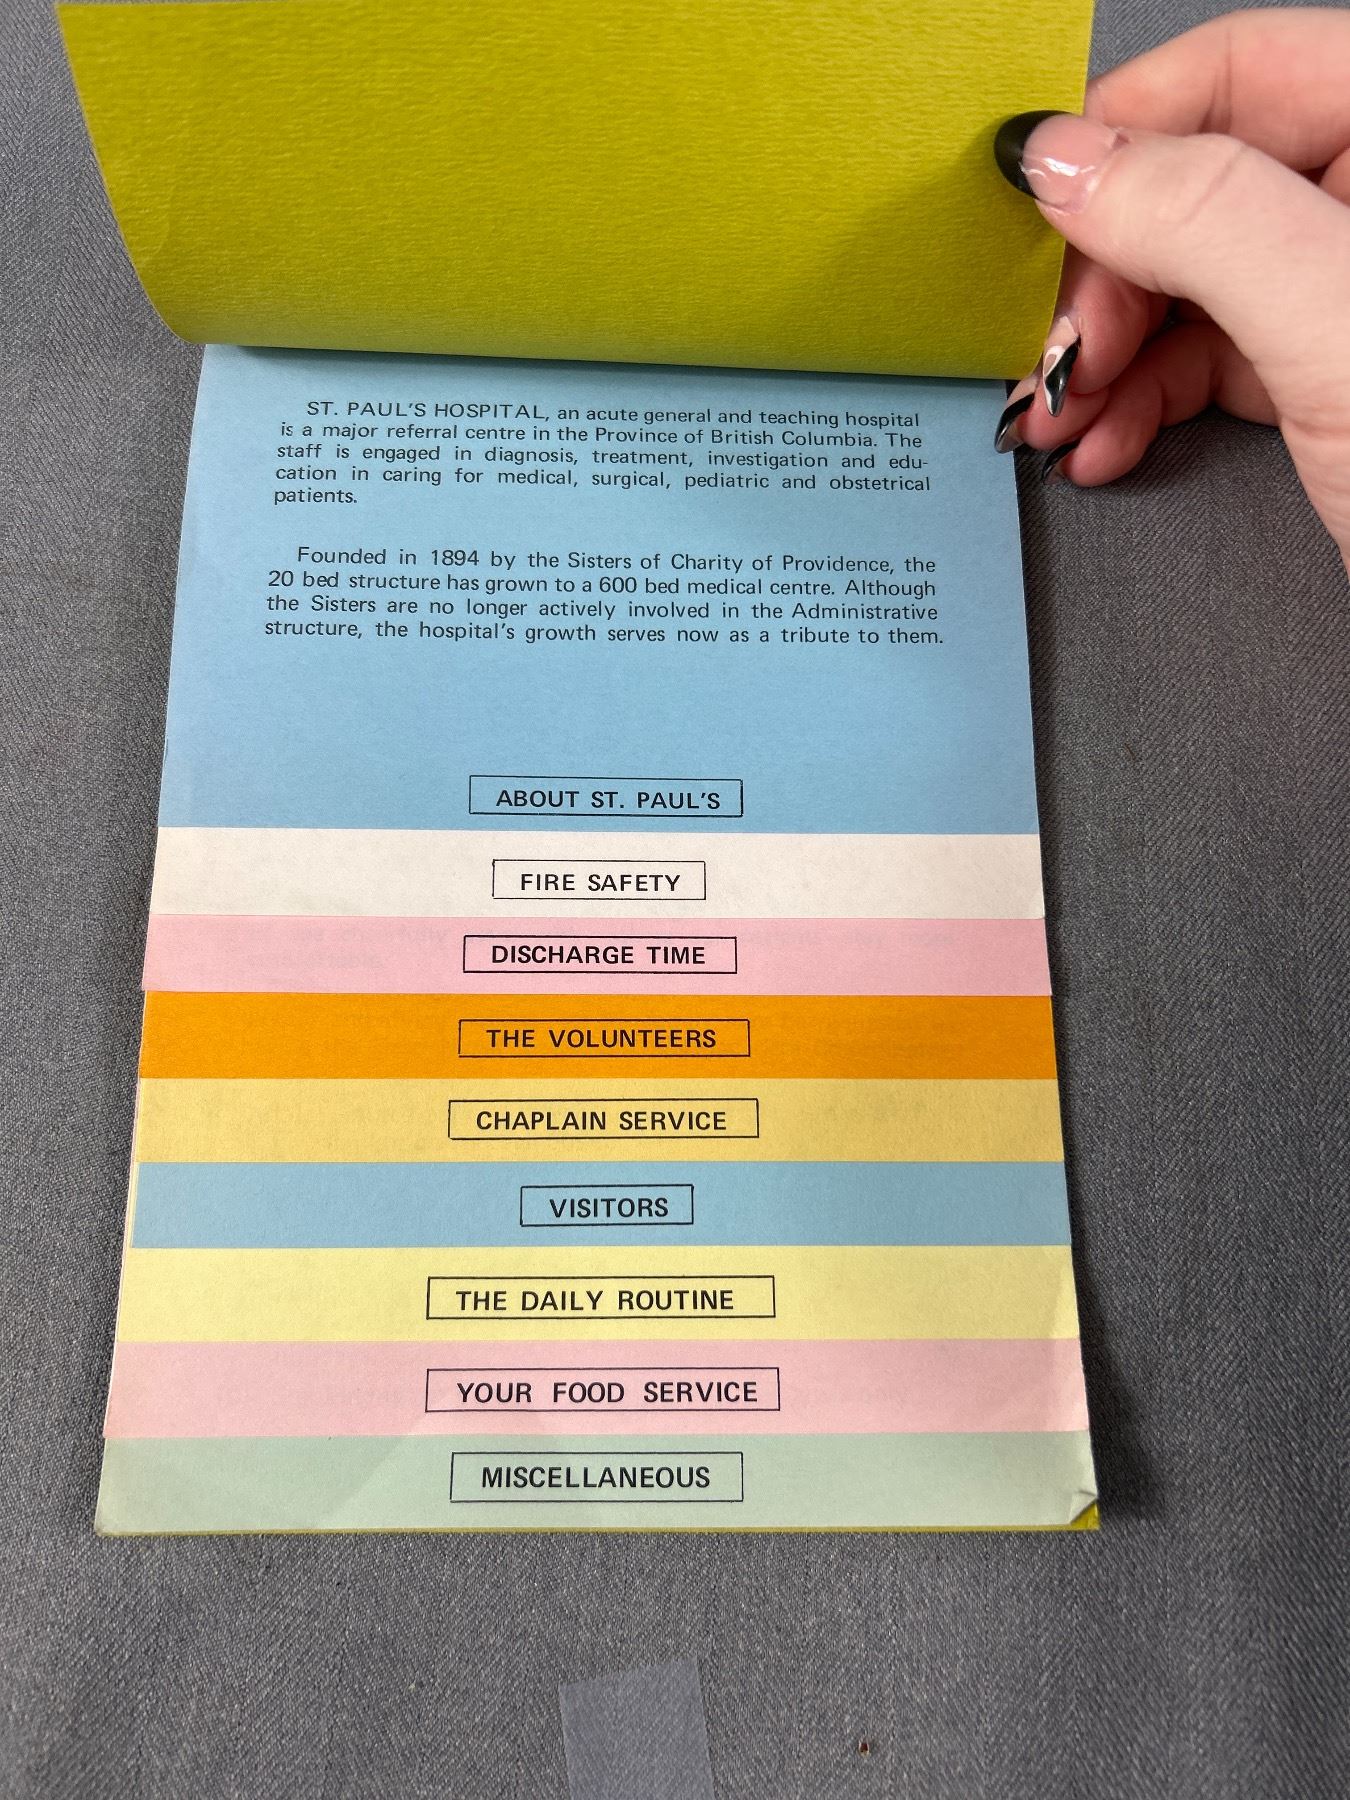 ST. PAUL'S HOSPITAL, an acute general and teaching hospital
is a major referral centre in the Province of British Columbia. The
staff is engaged in diagnosis, treatment, investigation and edu-
cation in caring for medical, surgical, pediatric and obstetrical
patients.
Founded in 1894 by the Sisters of Charity of Providence, the
20 bed structure has grown to a 600 bed medical centre. Although
the Sisters are no longer actively involved in the Administrative
structure, the hospital's growth serves now as a tribute to them.
ABOUT ST. PAUL'S
FIRE SAFETY
DISCHARGE TIME
THE VOLUNTEERS
CHAPLAIN SERVICE
VISITORS
THE DAILY ROUTINE
YOUR FOOD SERVICE
MISCELLANEOUS